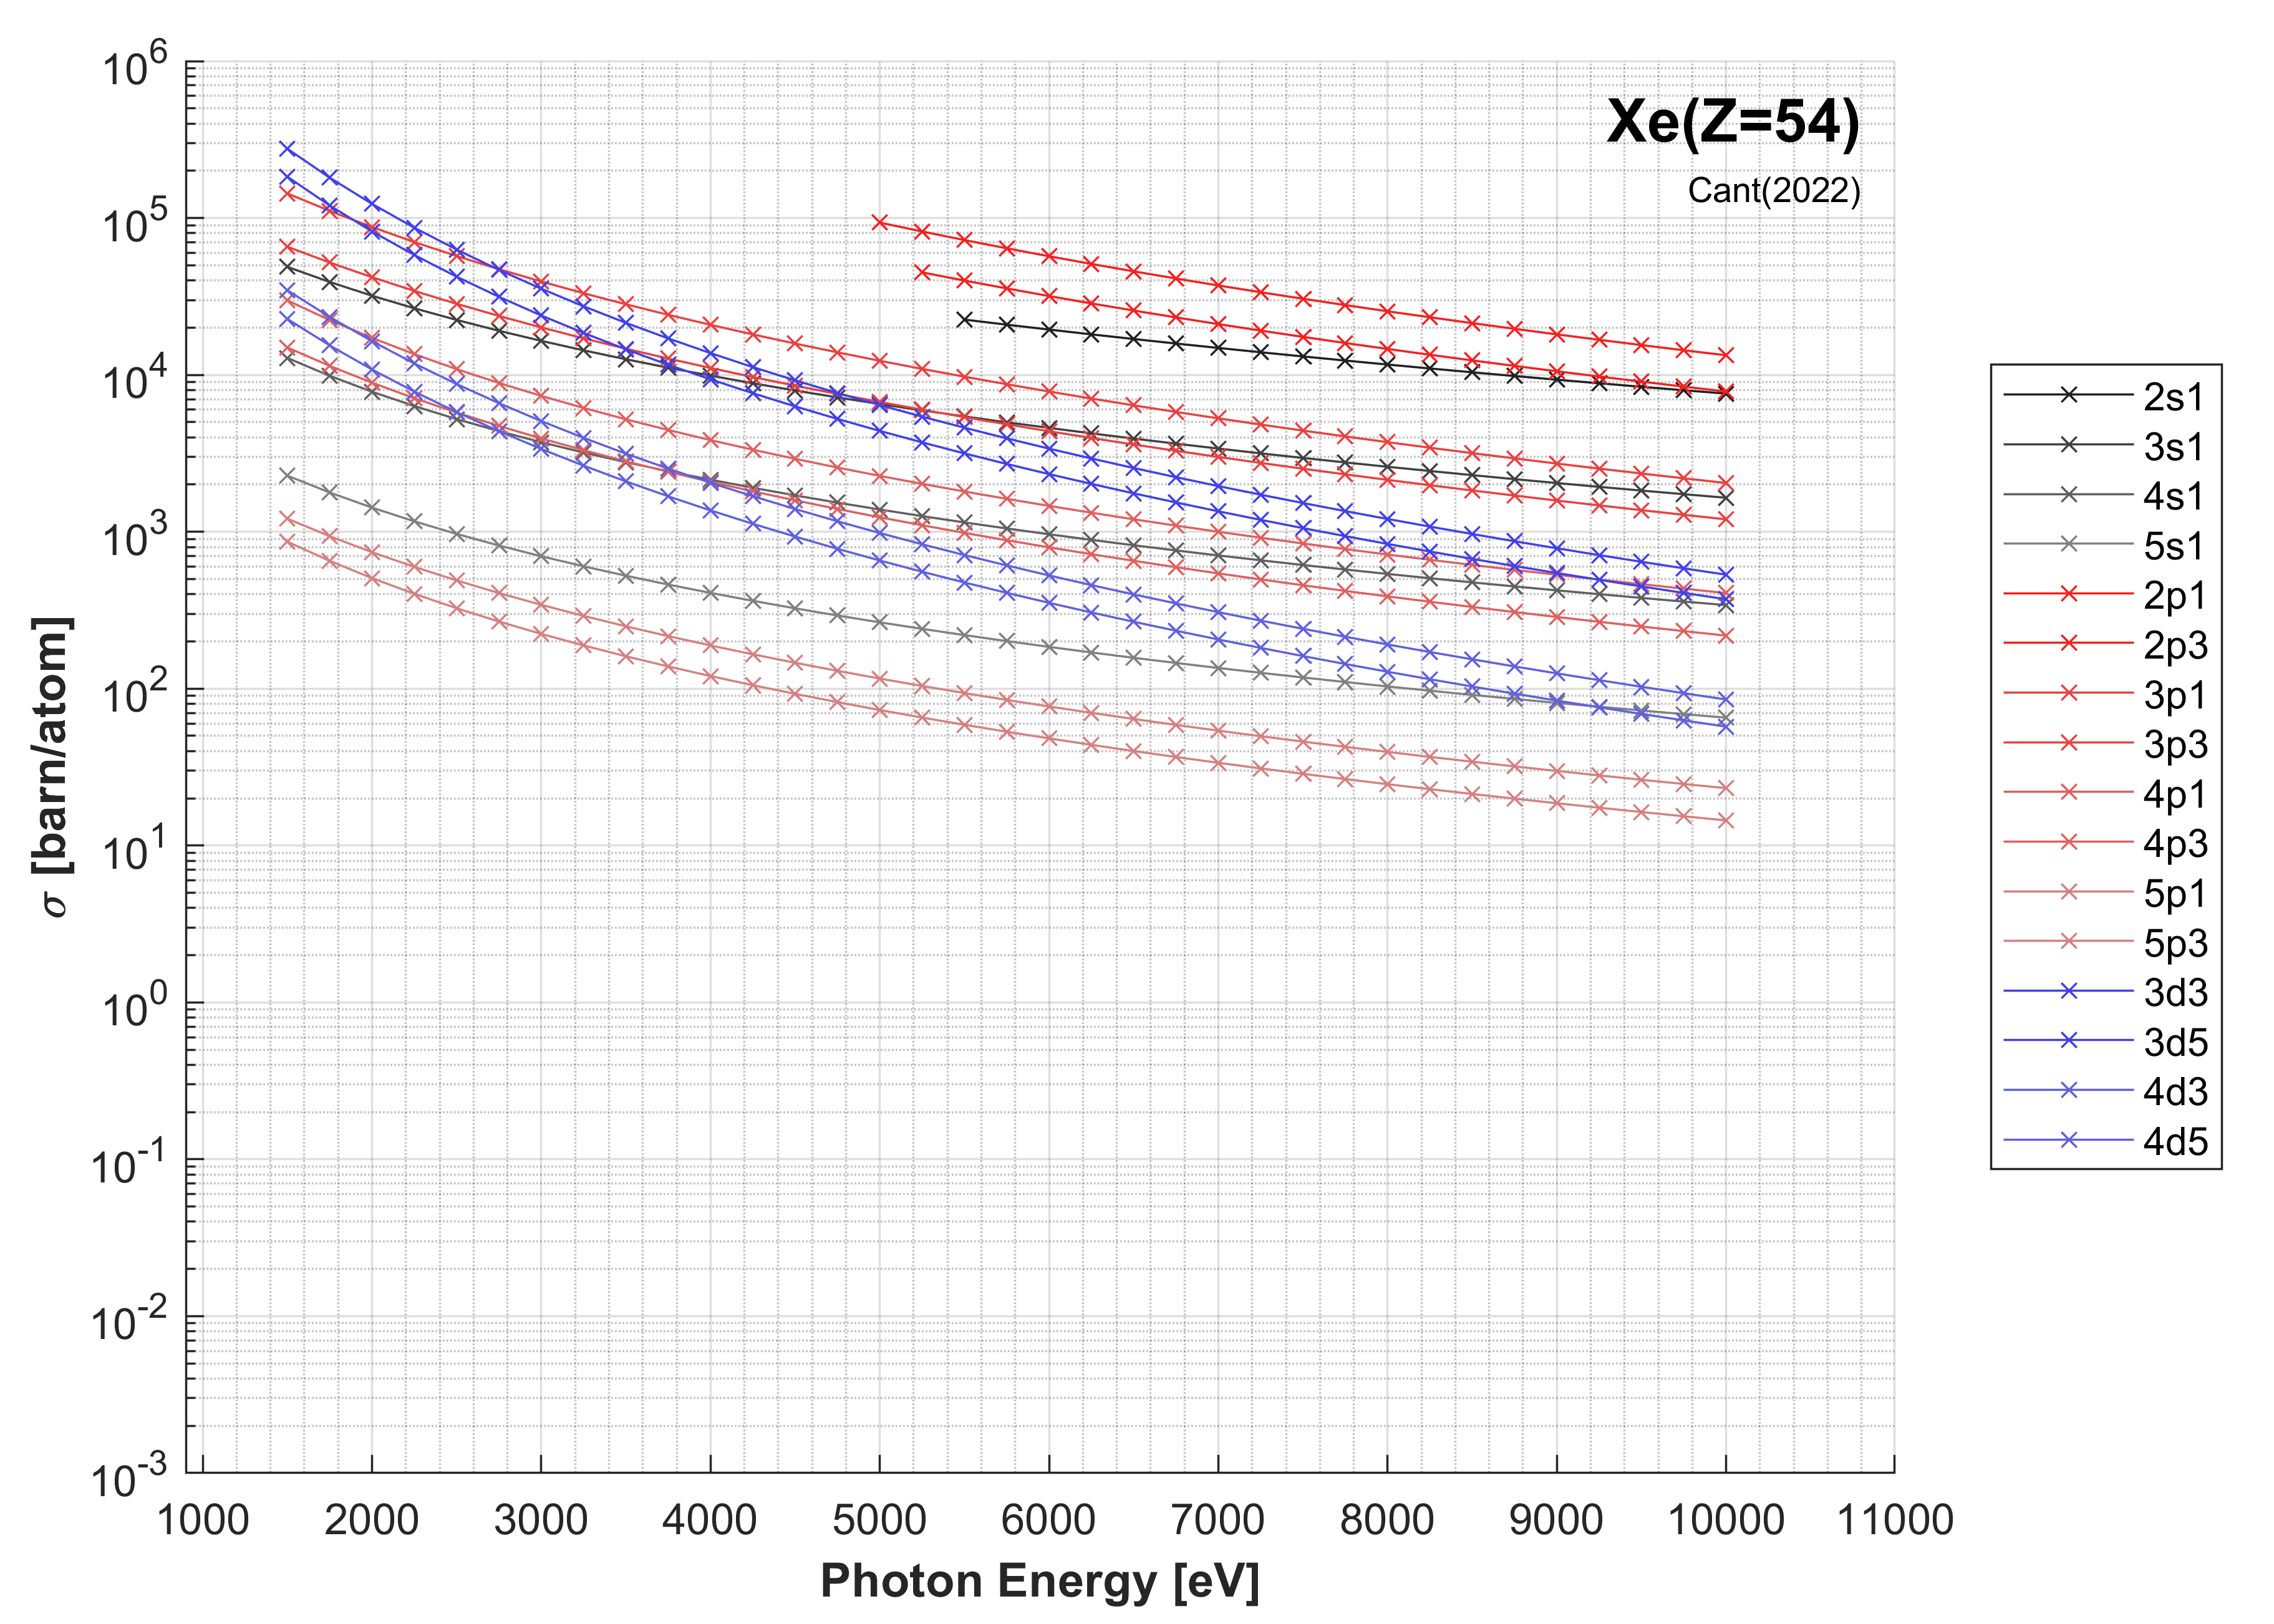 Xe(Z=54)
Cant(2022)
10^6
10^5
10^4
10^3
10^2
10^1
10^0
10^-1
10^-2
10^-3
σ [barn/atom]
1000 2000 3000 4000 5000 6000 7000 8000 9000 10000 11000
Photon Energy [eV]
2s1
3s1
4s1
5s1
2p1
2p3
3p1
3p3
4p1
4p3
5p1
5p3
3d3
3d5
4d3
4d5